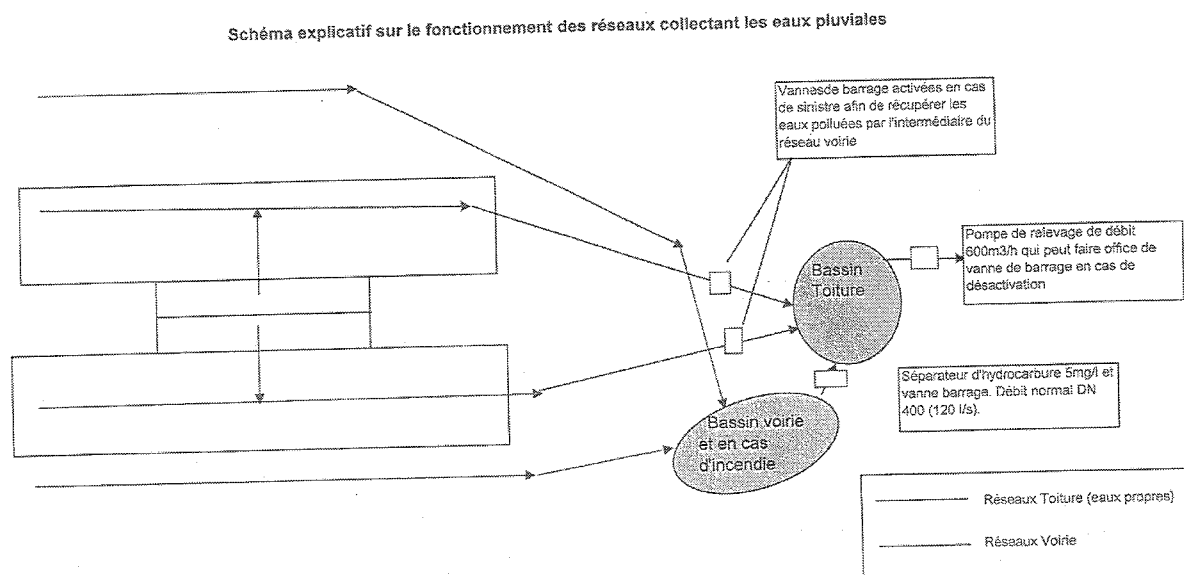 Schéma explicatif sur le fonctionnement des réseaux collectant les eaux pluviales
Vannesde barrage activées en cas
de sinistre afin de récupérer les
eaux polluées par l'intermédiaire du
réseau voirie
Pompe de relevage de débit
600m3/h qui peut faire office de
vanne de barrage en cas de
désactivation
Bassin
Toiture
Séparateur d'hydrocarbure 5mg/l et
vanne barrage. Débit normal DN
400 (120 l/s).
Bassin voirie
et en cas
d'incendie
Réseaux Toiture (eaux propres)
Réseaux Voirie